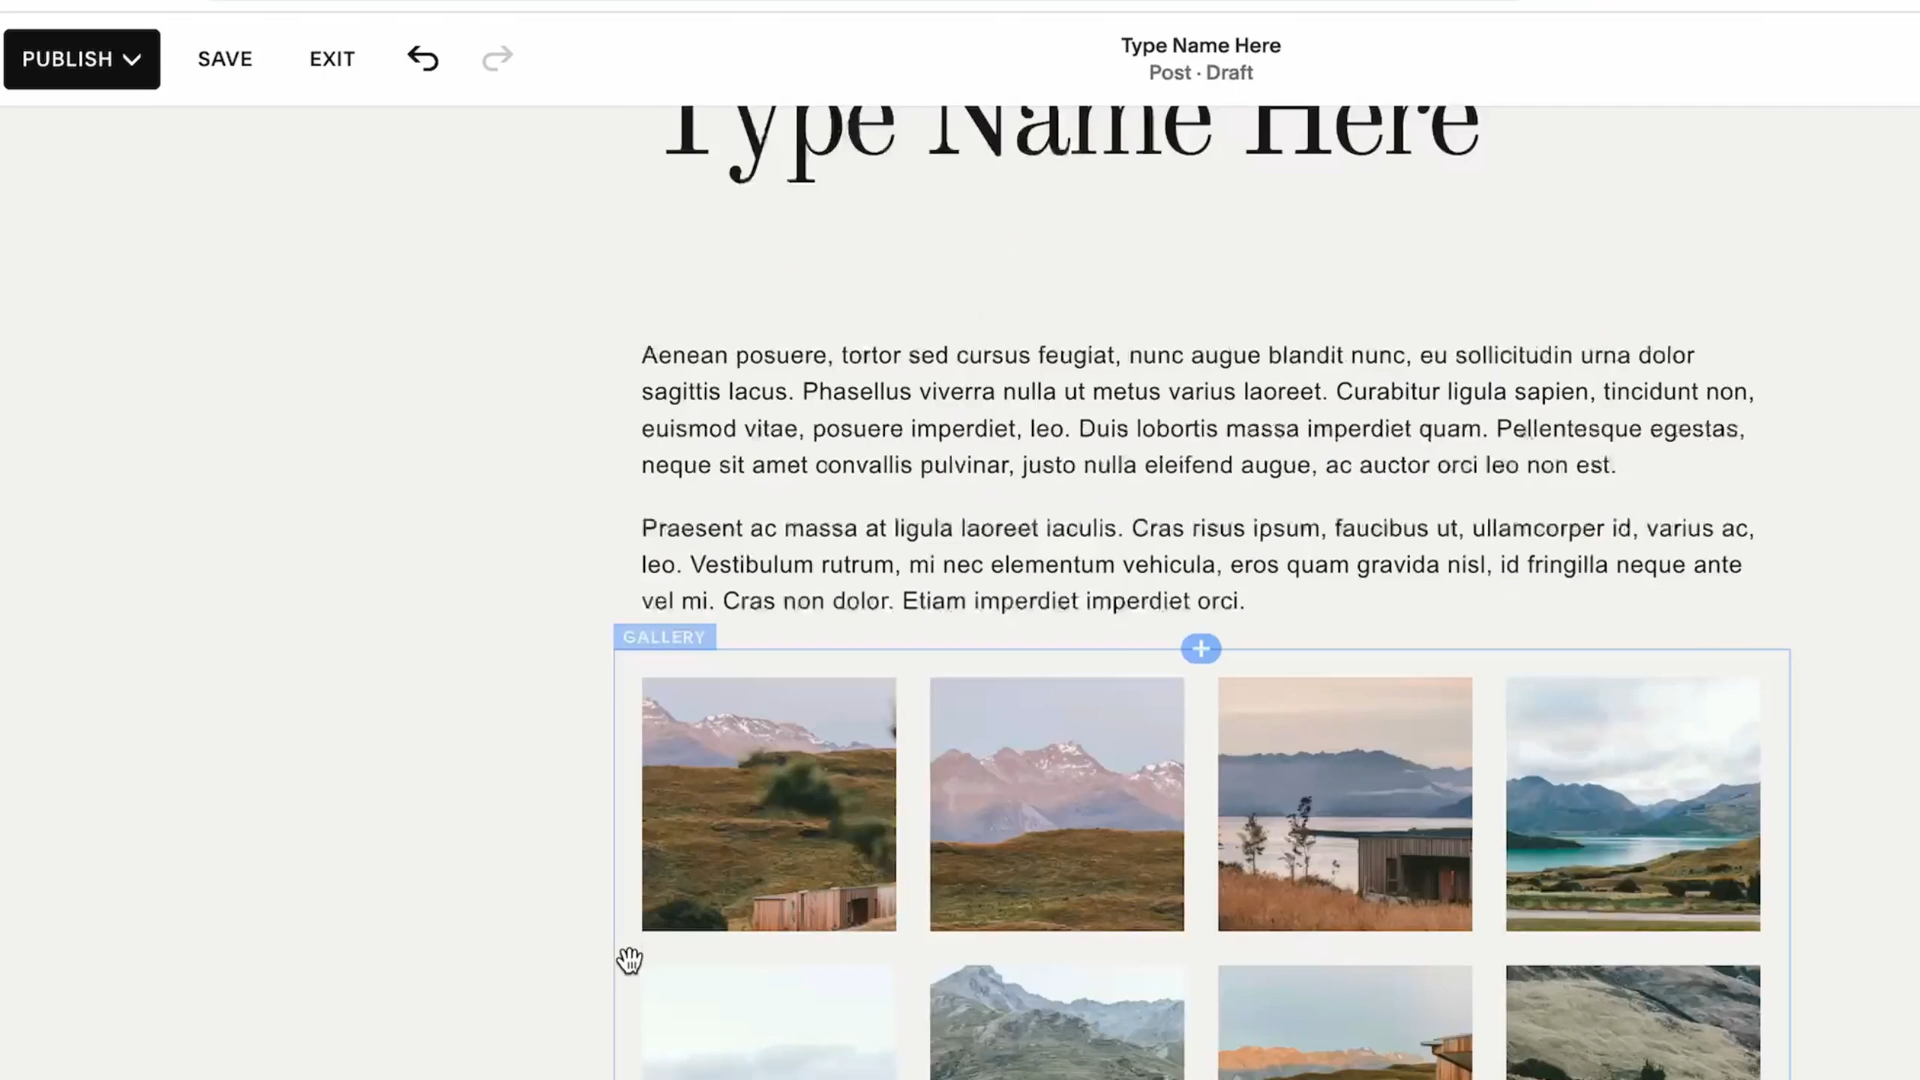 PUBLISH SAVE EXIT
Type Name Here
Post · Draft
Type Name Here
Aenean posuere, tortor sed cursus feugiat, nunc augue blandit nunc, eu sollicitudin urna dolor
sagittis lacus. Phasellus viverra nulla ut metus varius laoreet. Curabitur ligula sapien, tincidunt non,
euismod vitae, posuere imperdiet, leo. Duis lobortis massa imperdiet quam. Pellentesque egestas,
neque sit amet convallis pulvinar, justo nulla eleifend augue, ac auctor orci leo non est.
Praesent ac massa at ligula laoreet iaculis. Cras risus ipsum, faucibus ut, ullamcorper id, varius ac,
leo. Vestibulum rutrum, mi nec elementum vehicula, eros quam gravida nisl, id fringilla neque ante
vel mi. Cras non dolor. Etiam imperdiet imperdiet orci.
GALLERY